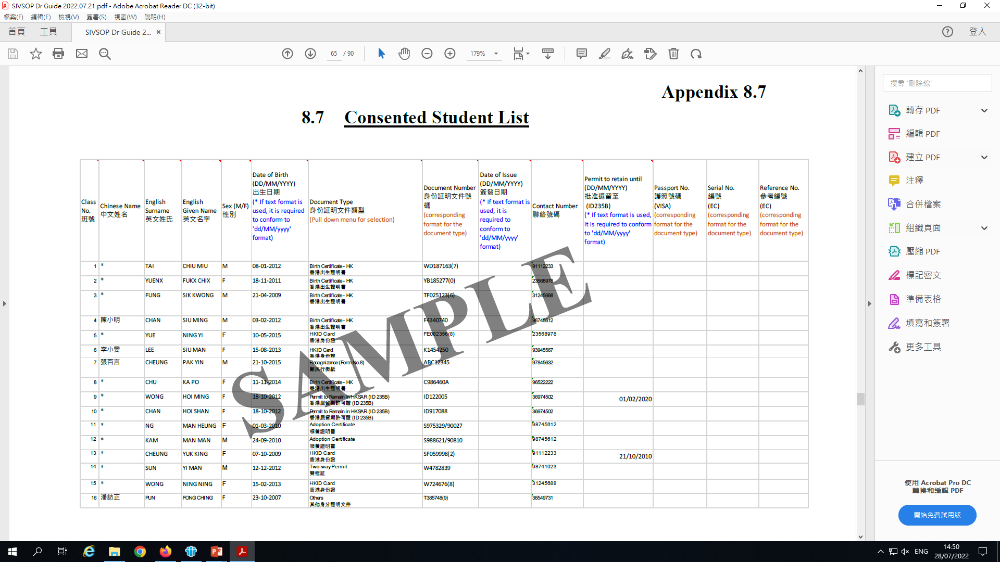 SIVSOP Dr Guide 2022.07.21.pdf - Adobe Acrobat Reader DC (32-bit)
檔案(F) 編輯(E) 檢視(V) 簽署(S) 視窗(W) 說明(H)
首頁 工具 SIVSOP Dr Guide 2... × 登入
65 / 90 179%
搜尋 '刪除線'
轉存 PDF
編輯 PDF
建立 PDF
注釋
合併檔案
組織頁面
壓縮 PDF
標記密文
準備表格
填寫和簽署
更多工具
使用 Acrobat Pro DC
轉換和編輯 PDF
開始免費試用版
Appendix 8.7
8.7 Consented Student List
Class No. 班號
Chinese Name 中文姓名
English Surname 英文姓氏
English Given Name 英文名字
Sex (M/F) 性別
Date of Birth (DD/MM/YYYY) 出生日期 (* If text format is used, it is required to conform to 'dd/MM/yyyy' format)
Document Type 身份証明文件類型 (Pull down menu for selection)
Document Number 身份証明文件號碼 (corresponding format for the document type)
Date of Issue (DD/MM/YYYY) 簽發日期 (* If text format is used, it is required to conform to 'dd/MM/yyyy' format)
Contact Number 聯絡號碼
Permit to retain until (DD/MM/YYYY) 批准逗留至 (ID235B) (* If text format is used, it is required to conform to 'dd/MM/yyyy' format)
Passport No. 護照號碼 (VISA) (corresponding format for the document type)
Serial No. 編號 (EC) (corresponding format for the document type)
Reference No. 參考編號 (EC) (corresponding format for the document type)
1 * TAI CHIU MIU M 08-01-2012 Birth Certificate - HK 香港出生證明書 WD187163(7) 91112233
2 * YUENX FUKX CHIX F 18-11-2011 Birth Certificate - HK 香港出生證明書 YB185277(0) 23568978
3 * FUNG SIK KWONG M 21-04-2009 Birth Certificate - HK 香港出生證明書 TF025123(6) 31245688
4 陳小明 CHAN SIU MING M 03-02-2012 Birth Certificate - HK 香港出生證明書 F4340740 98745612
5 * YUE NING YI F 10-05-2015 HKID Card 香港身份證 FE082356(8) 23568978
6 李小雯 LEE SIU MAN F 15-08-2013 HKID Card 香港身份證 K1454250 93945567
7 張百言 CHEUNG PAK YIN M 21-10-2015 Recognizance (Form No.8) 難民行街紙 ABC12345 97845632
8 * CHU KA PO F 11-11-2014 Birth Certificate - HK 香港出生證明書 C986460A 96522222
9 * WONG HOI MING F 18-10-2012 Permit to Remain in HKSAR (ID 235B) 香港居留期許可證 (ID 235B) ID122005 36974502 01/02/2020
10 * CHAN HOI SHAN F 18-10-2012 Permit to Remain in HKSAR (ID 235B) 香港居留期許可證 (ID 235B) ID917088 36974502
11 * NG MAN HEUNG F 01-03-2010 Adoption Certificate 領養證明書 S975329/90027 98745612
12 * KAM MAN MAN M 24-09-2010 Adoption Certificate 領養證明書 S988621/90810 98745612
13 * CHEUNG YUK KING F 07-10-2009 HKID Card 香港身份證 SF059998(2) 91112233 21/10/2010
14 * SUN YI MAN M 12-12-2012 Two-way Permit 雙程証 W4782839 98741023
15 * WONG NING NING F 15-02-2013 HKID Card 香港身份證 W724676(8) 31245688
16 潘訪正 PUN FONG CHING F 23-10-2007 Others 其他身分證明文件 T385748(9) 38549731
SAMPLE
ENG
14:50
28/07/2022